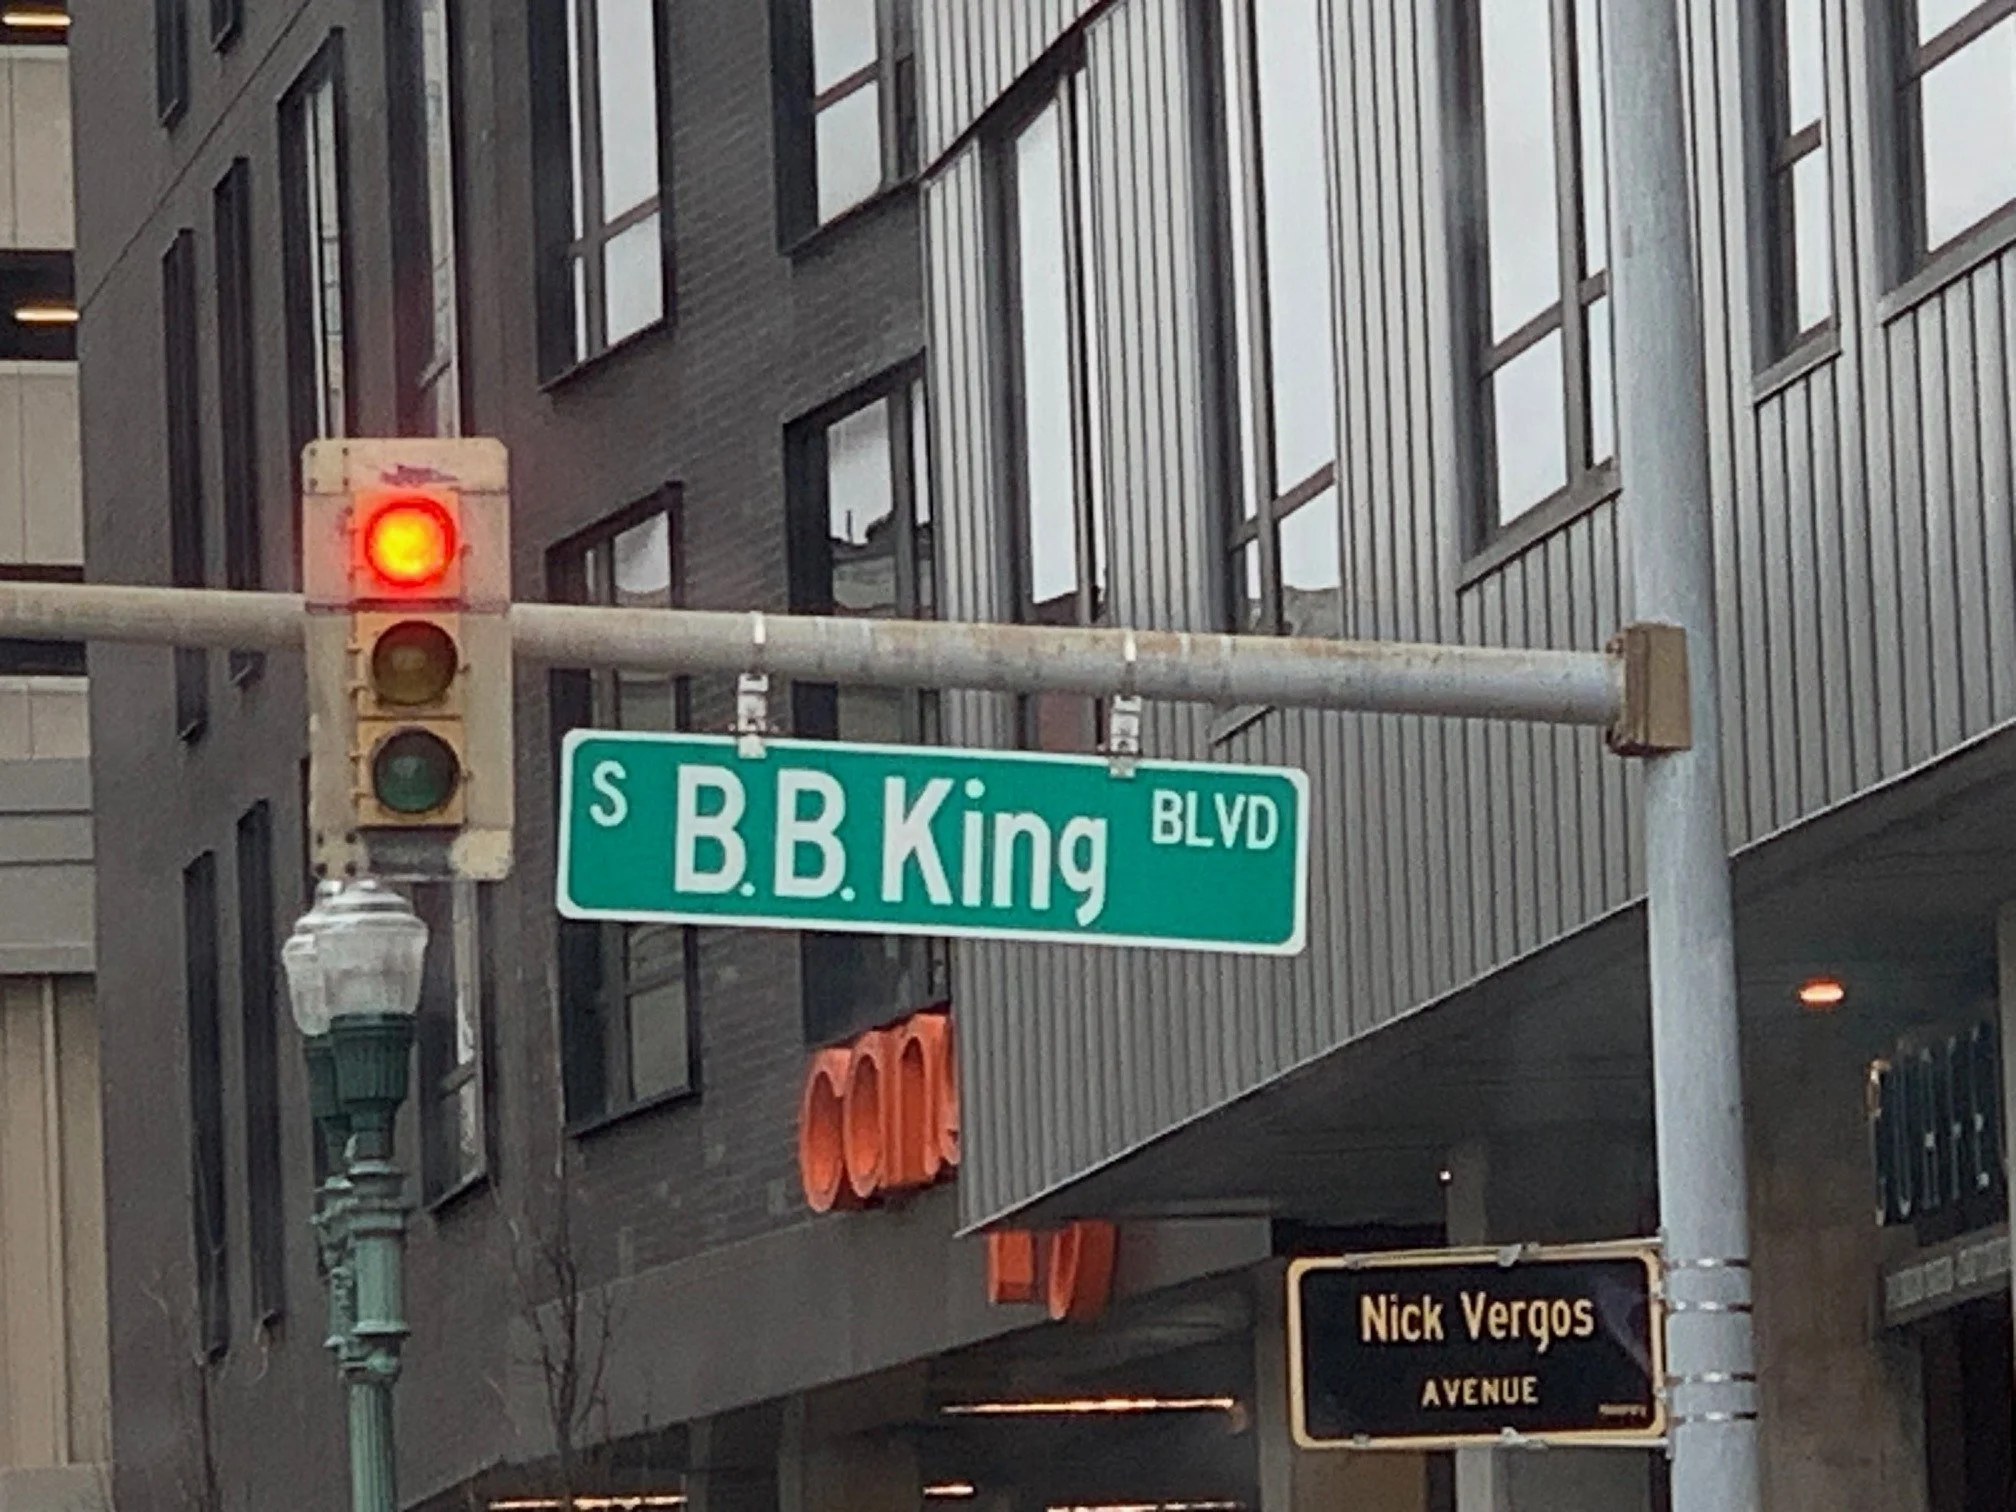 S B.B. King BLVD
Nick Vergos
AVENUE